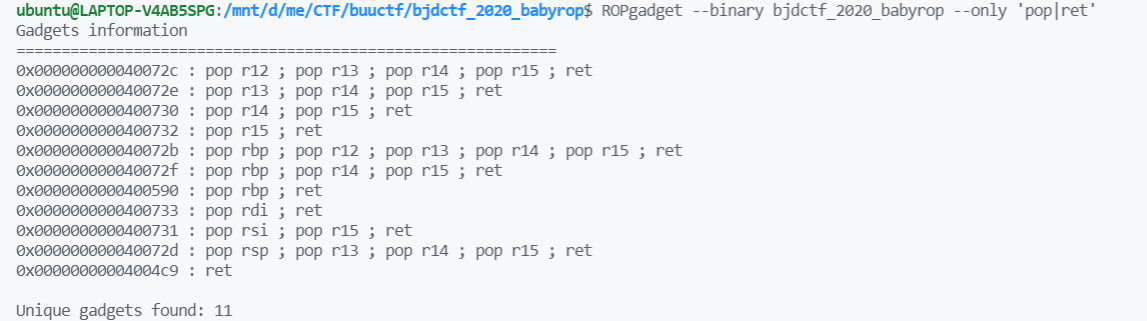 ubuntu@LAPTOP-V4AB5SPG:/mnt/d/me/CTF/buuctf/bjdctf_2020_babyrop$ ROPgadget --binary bjdctf_2020_babyrop --only 'pop|ret'
Gadgets information
============================================================
0x000000000040072c : pop r12 ; pop r13 ; pop r14 ; pop r15 ; ret
0x000000000040072e : pop r13 ; pop r14 ; pop r15 ; ret
0x0000000000400730 : pop r14 ; pop r15 ; ret
0x0000000000400732 : pop r15 ; ret
0x000000000040072b : pop rbp ; pop r12 ; pop r13 ; pop r14 ; pop r15 ; ret
0x000000000040072f : pop rbp ; pop r14 ; pop r15 ; ret
0x0000000000400590 : pop rbp ; ret
0x0000000000400733 : pop rdi ; ret
0x0000000000400731 : pop rsi ; pop r15 ; ret
0x000000000040072d : pop rsp ; pop r13 ; pop r14 ; pop r15 ; ret
0x00000000004004c9 : ret
Unique gadgets found: 11